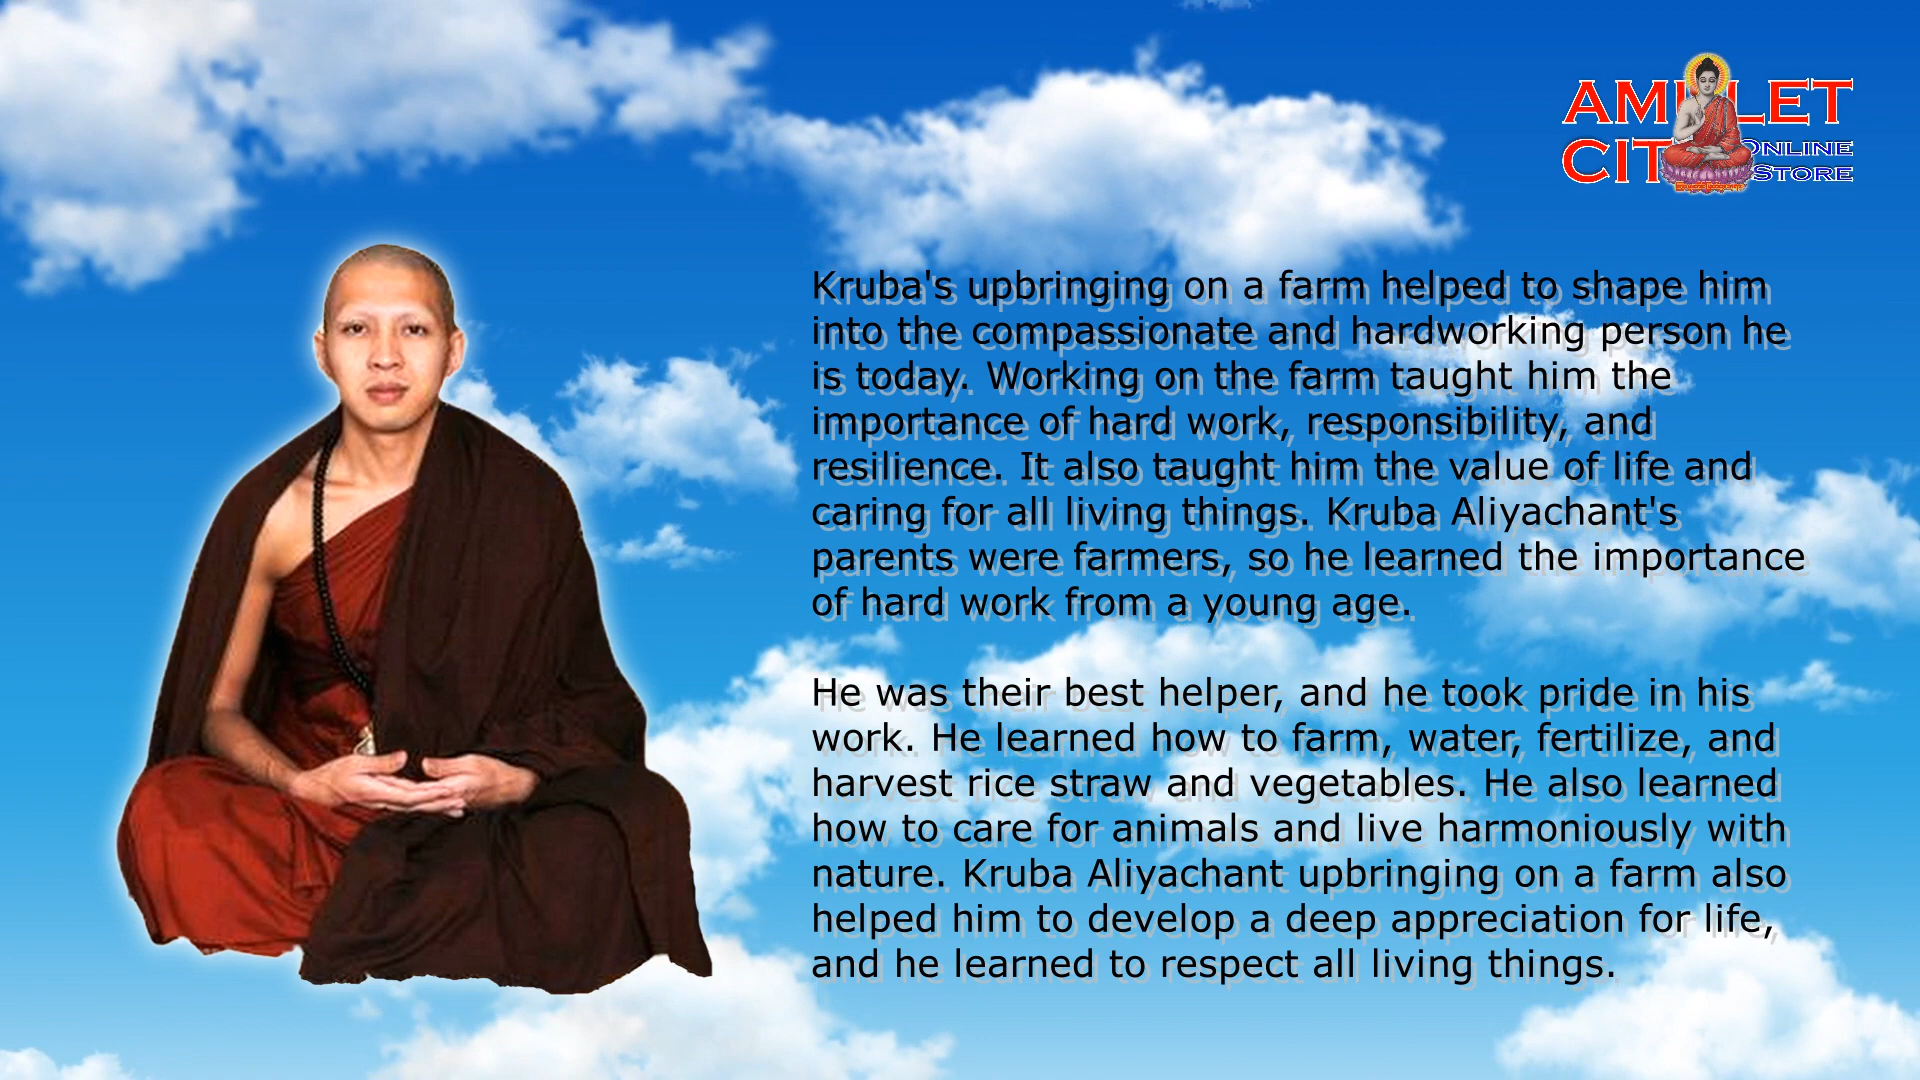 AMULET
CITY ONLINE
STORE
Kruba's upbringing on a farm helped to shape him
into the compassionate and hardworking person he
is today. Working on the farm taught him the
importance of hard work, responsibility, and
resilience. It also taught him the value of life and
caring for all living things. Kruba Aliyachant's
parents were farmers, so he learned the importance
of hard work from a young age.
He was their best helper, and he took pride in his
work. He learned how to farm, water, fertilize, and
harvest rice straw and vegetables. He also learned
how to care for animals and live harmoniously with
nature. Kruba Aliyachant upbringing on a farm also
helped him to develop a deep appreciation for life,
and he learned to respect all living things.